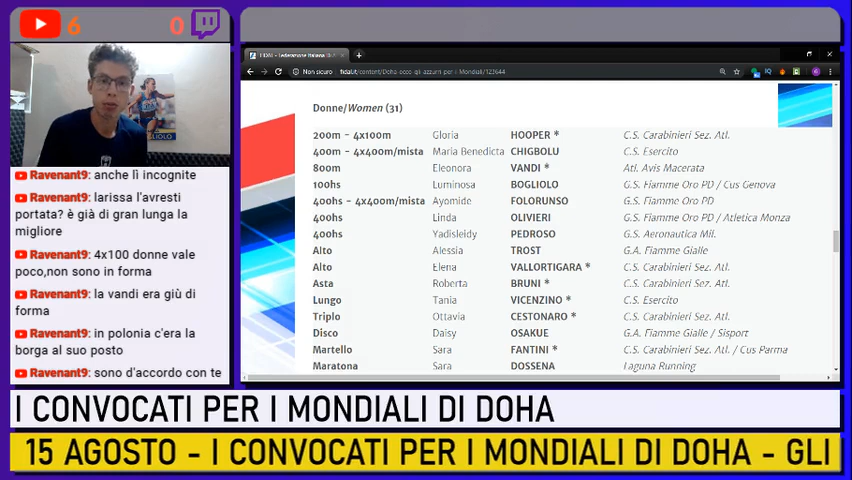 6 0
FIDAL - Federazione Italiana Di A
Non sicuro fidal.it/content/Doha-ecco-gli-azzurri-per-i-Mondiali/123644
Donne/Women (31)
200m - 4x100m Gloria HOOPER * C.S. Carabinieri Sez. Atl.
400m - 4x400m/mista Maria Benedicta CHIGBOLU C.S. Esercito
800m Eleonora VANDI * Atl. Avis Macerata
100hs Luminosa BOGLIOLO G.S. Fiamme Oro PD / Cus Genova
400hs - 4x400m/mista Ayomide FOLORUNSO G.S. Fiamme Oro PD
400hs Linda OLIVIERI G.S. Fiamme Oro PD / Atletica Monza
400hs Yadisleidy PEDROSO G.S. Aeronautica Mil.
Alto Alessia TROST G.A. Fiamme Gialle
Alto Elena VALLORTIGARA * C.S. Carabinieri Sez. Atl.
Asta Roberta BRUNI * C.S. Carabinieri Sez. Atl.
Lungo Tania VICENZINO * C.S. Esercito
Triplo Ottavia CESTONARO * C.S. Carabinieri Sez. Atl.
Disco Daisy OSAKUE G.A. Fiamme Gialle / Sisport
Martello Sara FANTINI * C.S. Carabinieri Sez. Atl. / Cus Parma
Maratona Sara DOSSENA Laguna Running
GLIOLO
Ravenant9: anche lì incognite
Ravenant9: larissa l'avresti
portata? è già di gran lunga la
migliore
Ravenant9: 4x100 donne vale
poco,non sono in forma
Ravenant9: la vandi era giù di
forma
Ravenant9: in polonia c'era la
borga al suo posto
Ravenant9: sono d'accordo con te
I CONVOCATI PER I MONDIALI DI DOHA
15 AGOSTO - I CONVOCATI PER I MONDIALI DI DOHA - GLI